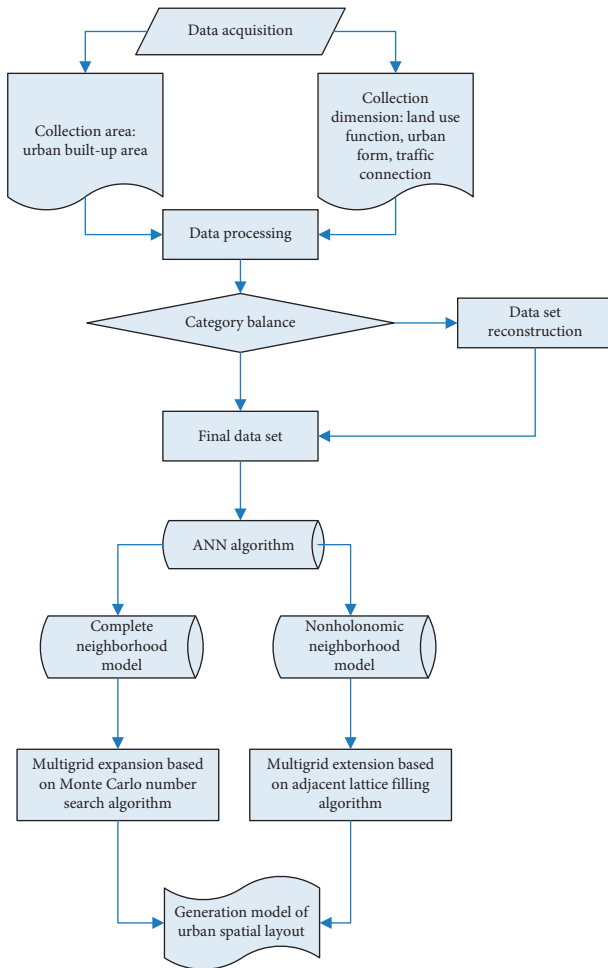 Data acquisition
Collection area:
urban built-up area
Collection
dimension: land use
function, urban
form, traffic
connection
Data processing
Category balance
Data set
reconstruction
Final data set
ANN algorithm
Complete
neighborhood
model
Nonholonomic
neighborhood
model
Multigrid expansion based
on Monte Carlo number
search algorithm
Multigrid extension based
on adjacent lattice filling
algorithm
Generation model of
urban spatial layout